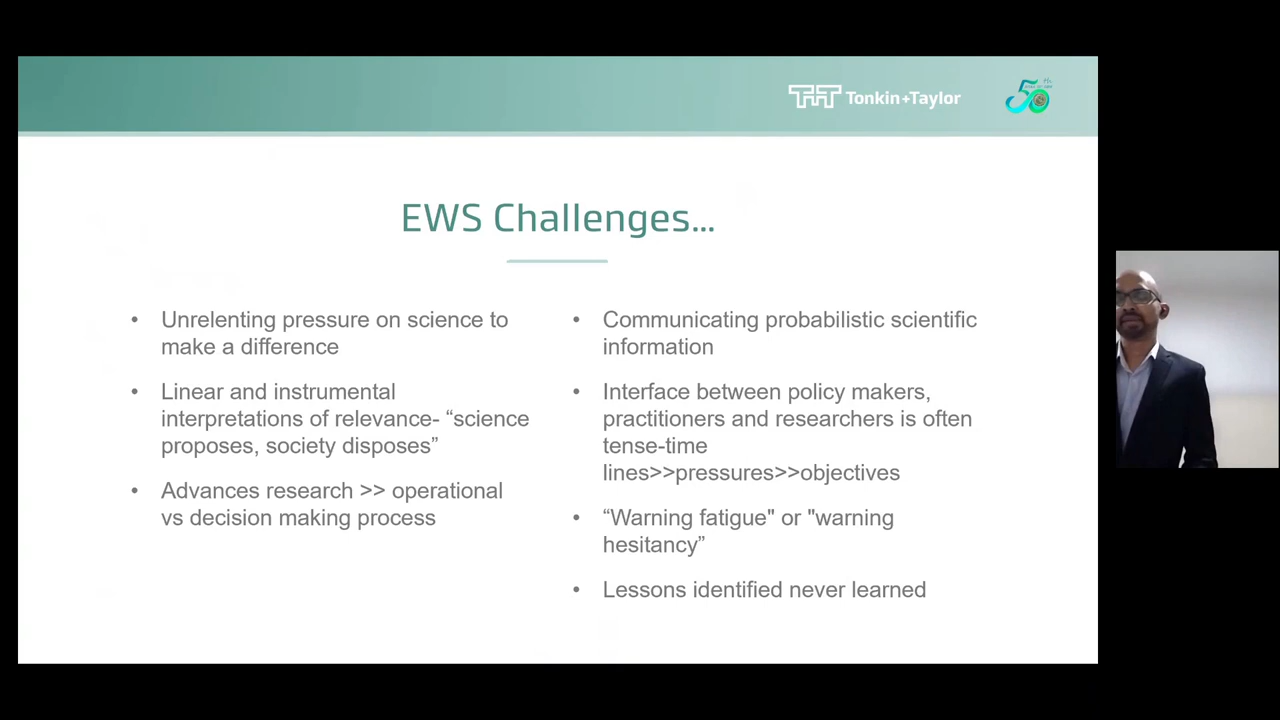 Tonkin+Taylor
50
EWS Challenges...
• Unrelenting pressure on science to
make a difference
• Linear and instrumental
interpretations of relevance- “science
proposes, society disposes”
• Advances research >> operational
vs decision making process
• Communicating probabilistic scientific
information
• Interface between policy makers,
practitioners and researchers is often
tense-time
lines>>pressures>>objectives
• “Warning fatigue" or "warning
hesitancy”
• Lessons identified never learned